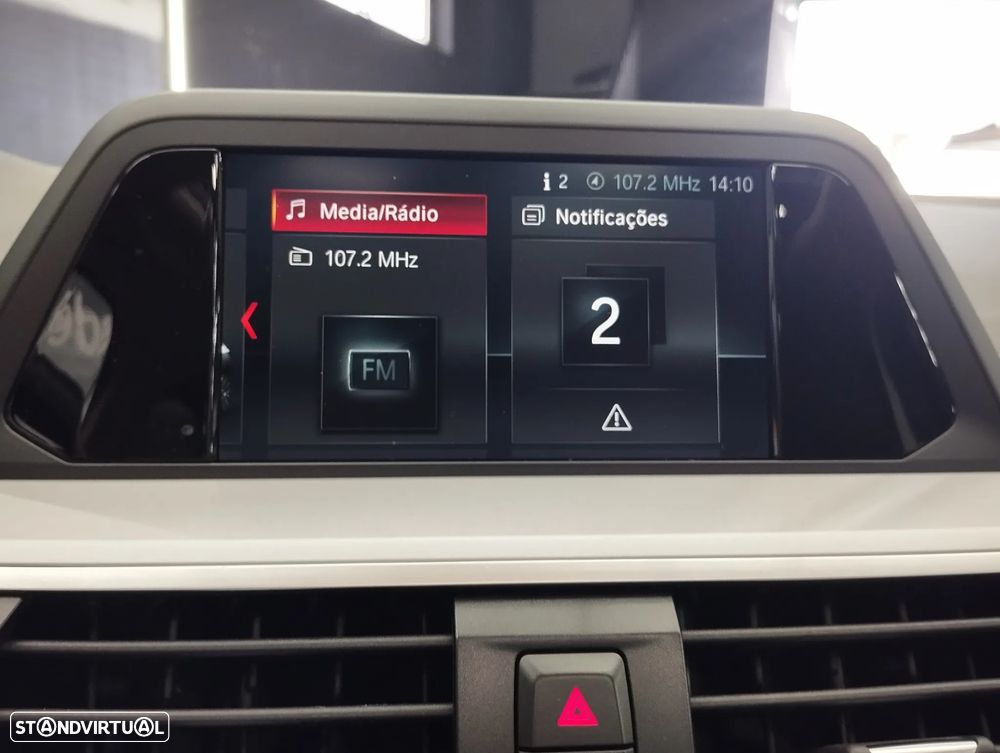 i 2 107.2 MHz 14:10
Media/Rádio
107.2 MHz
FM
Notificações
2
STANDVIRTUAL